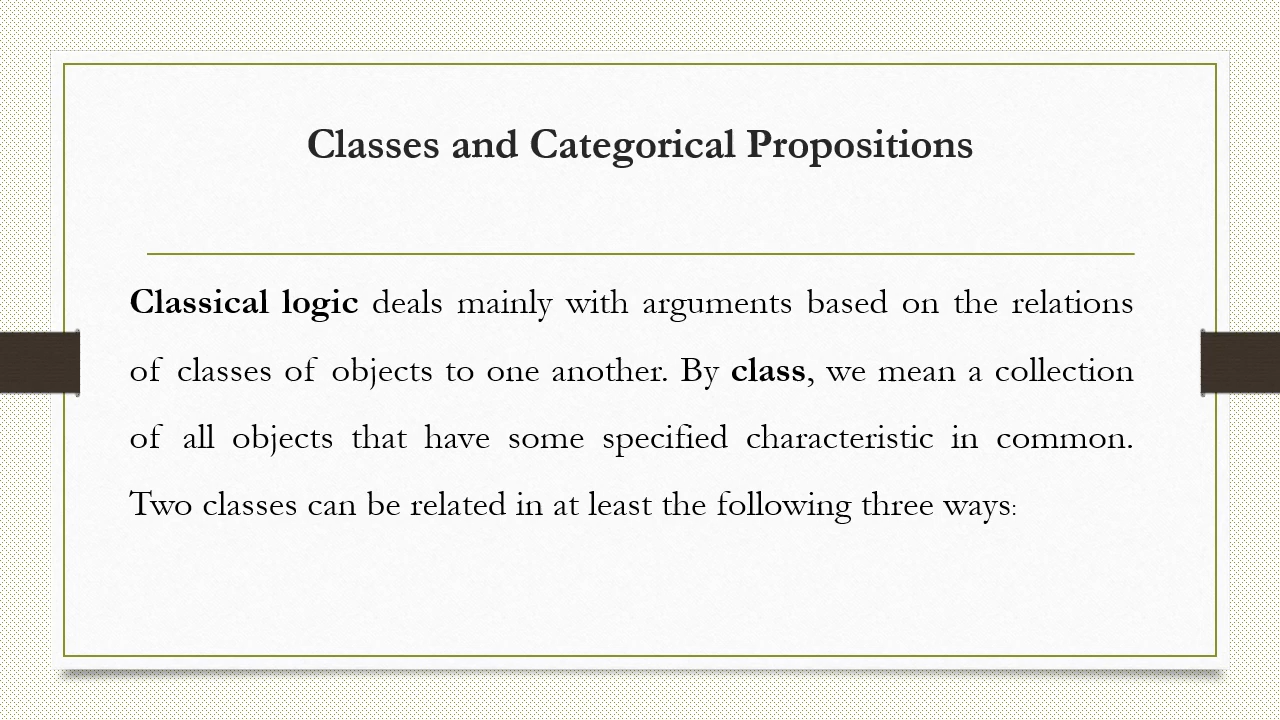 Classes and Categorical Propositions
Classical logic deals mainly with arguments based on the relations
of classes of objects to one another. By class, we mean a collection
of all objects that have some specified characteristic in common.
Two classes can be related in at least the following three ways: